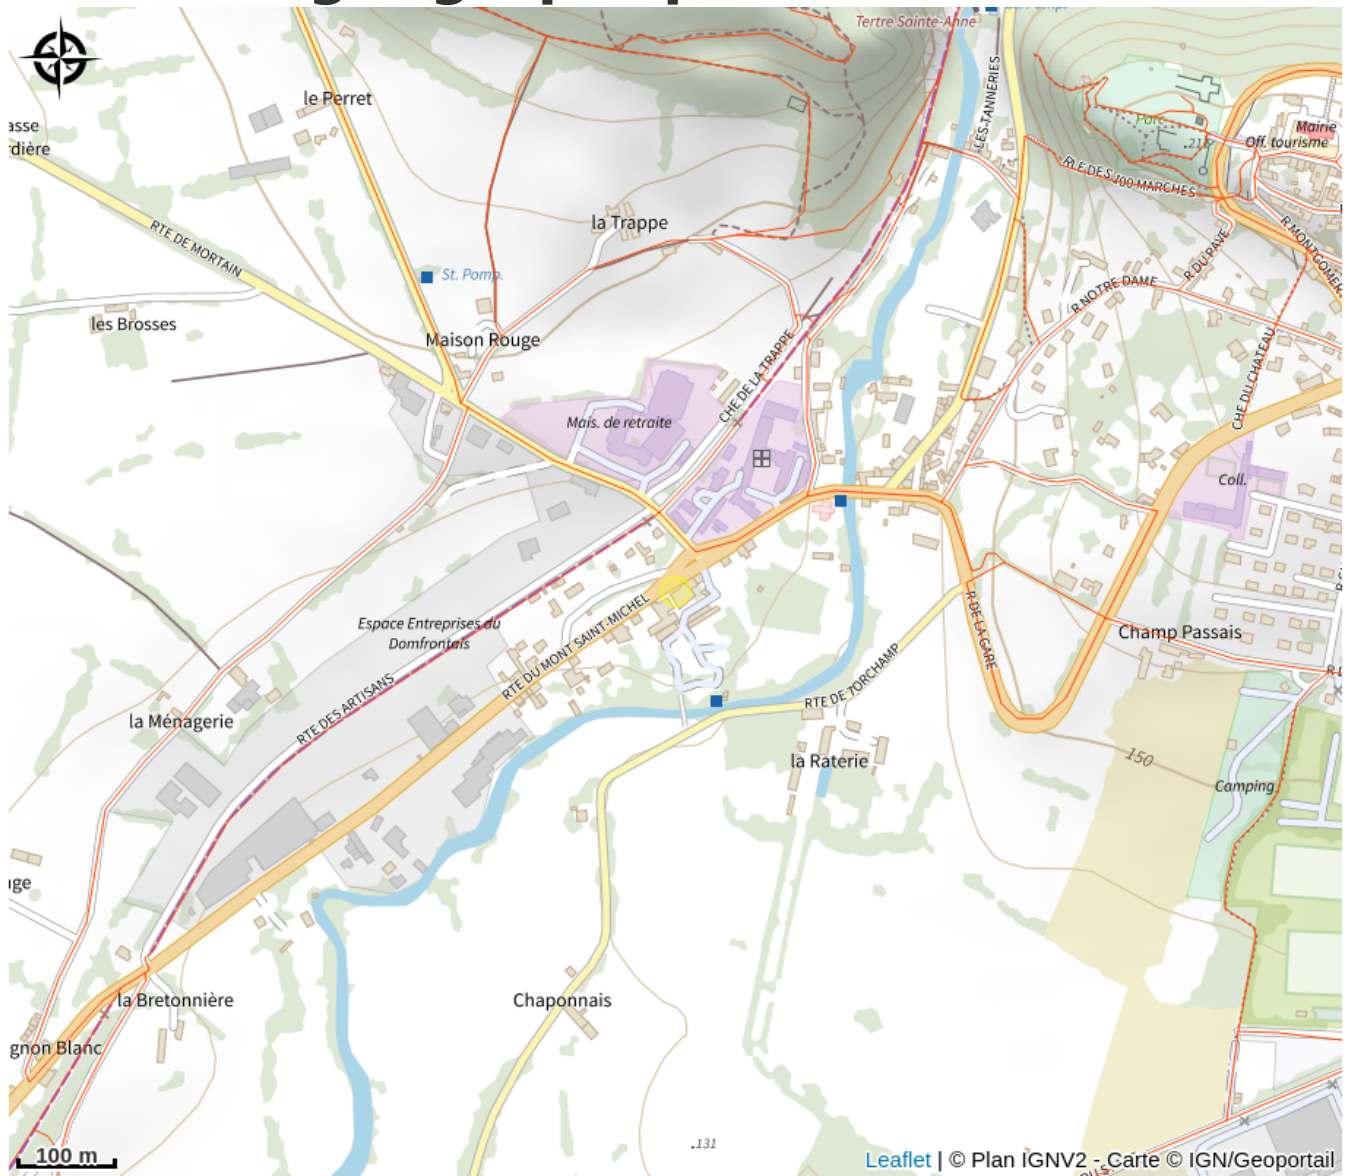 Tertre Sainte-Anne
LES TANNERIES
le Perret
asse
rdière
Parc
Mairie
Off. tourisme
RLE DES 100 MARCHES
la Trappe
RTE DE MORTAIN
R DU PAVE
R MONTGOMER
St. Pomp.
R NOTRE DAME
les Brosses
Maison Rouge
CHE DE LA TRAPPE
CHE DU CHATEAU
Mais. de retraite
Coll.
Espace Entreprises du
Domfrontais
RTE DU MONT SAINT-MICHEL
R DE LA GARE
Champ Passais
RTE DE TORCHAMP
RTE DES ARTISANS
la Ménagerie
la Raterie
150
Camping
la Bretonnière
Chaponnais
gnon Blanc
.131
100 m
Leaflet | © Plan IGNV2 - Carte © IGN/Geoportail